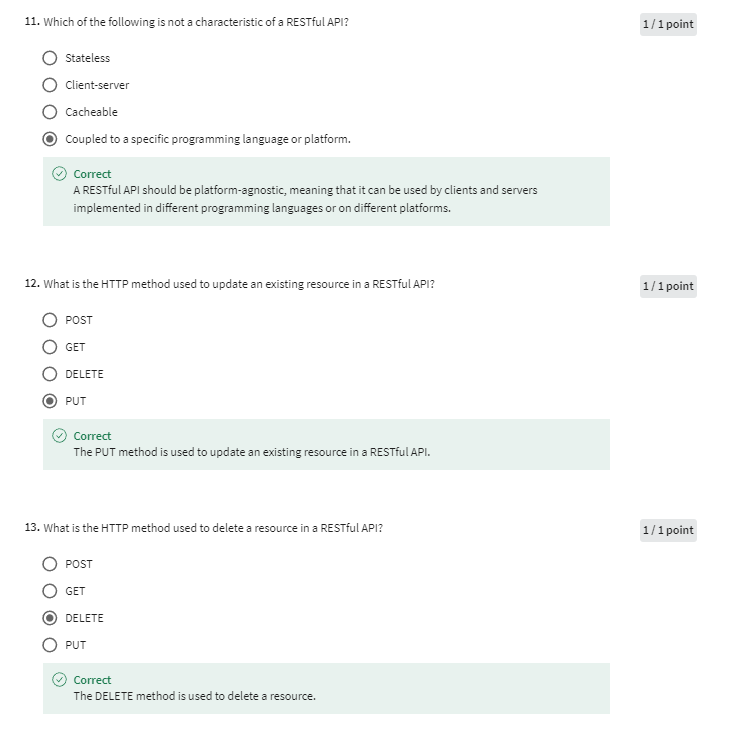 11. Which of the following is not a characteristic of a RESTful API?
1 / 1 point
Stateless
Client-server
Cacheable
Coupled to a specific programming language or platform.
Correct
A RESTful API should be platform-agnostic, meaning that it can be used by clients and servers
implemented in different programming languages or on different platforms.
12. What is the HTTP method used to update an existing resource in a RESTful API?
1 / 1 point
POST
GET
DELETE
PUT
Correct
The PUT method is used to update an existing resource in a RESTful API.
13. What is the HTTP method used to delete a resource in a RESTful API?
1 / 1 point
POST
GET
DELETE
PUT
Correct
The DELETE method is used to delete a resource.